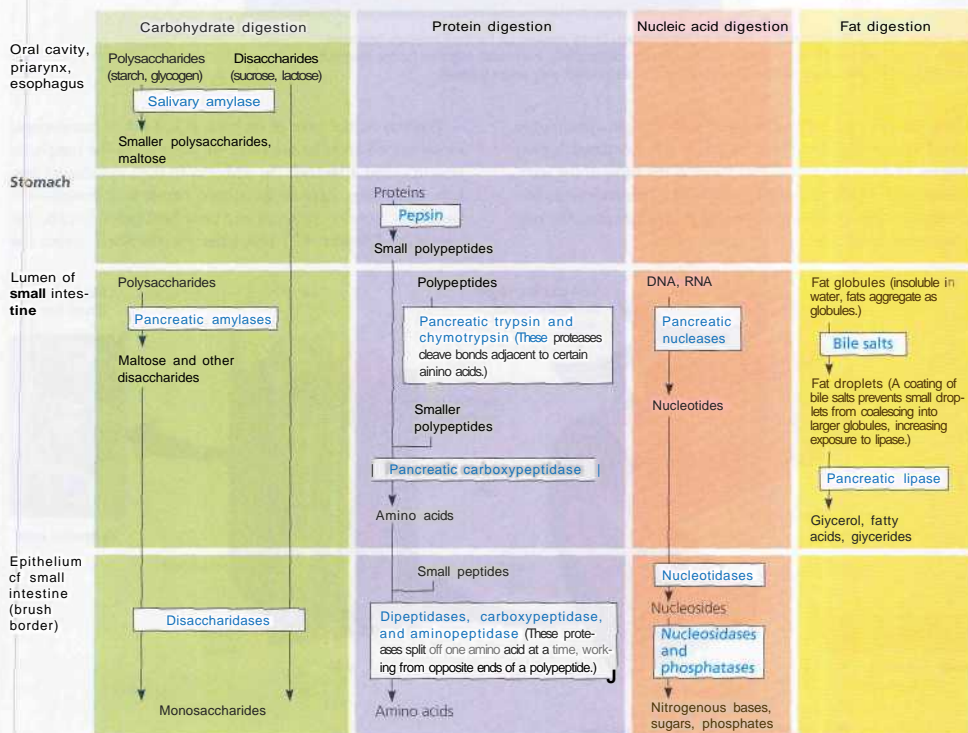 Carbohydrate digestion
Protein digestion
Nucleic acid digestion
Fat digestion
Oral cavity,
priarynx,
esophagus
Polysaccharides
(starch, glycogen)
Disaccharides
(sucrose, lactose)
Salivary amylase
Smaller polysaccharides,
maltose
Stomach
Proteins
Pepsin
Small polypeptides
Lumen of
small intes-
tine
Polysaccharides
Pancreatic amylases
Maltose and other
disaccharides
Polypeptides
Pancreatic trypsin and
chymotrypsin (These proteases
cleave bonds adjacent to certain
ainino acids.)
Smaller
polypeptides
Pancreatic carboxypeptidase
Amino acids
DNA, RNA
Pancreatic
nucleases
Nucleotides
Fat globules (insoluble in
water, fats aggregate as
globules.)
Bile salts
Fat droplets (A coating of
bile salts prevents small drop-
lets from coalescing into
larger globules, increasing
exposure to lipase.)
Pancreatic lipase
Giycerol, fatty
acids, giycerides
Epithelium
cf small
intestine
(brush
border)
Disaccharidases
Monosaccharides
Small peptides
Dipeptidases, carboxypeptidase,
and aminopeptidase (These prote-
ases split off one amino acid at a time, work-
ing from opposite ends of a polypeptide.)
J
Amino acids
Nucleotidases
Nucleosides
Nucleosidases
and
phosphatases
Nitrogenous bases,
sugars, phosphates